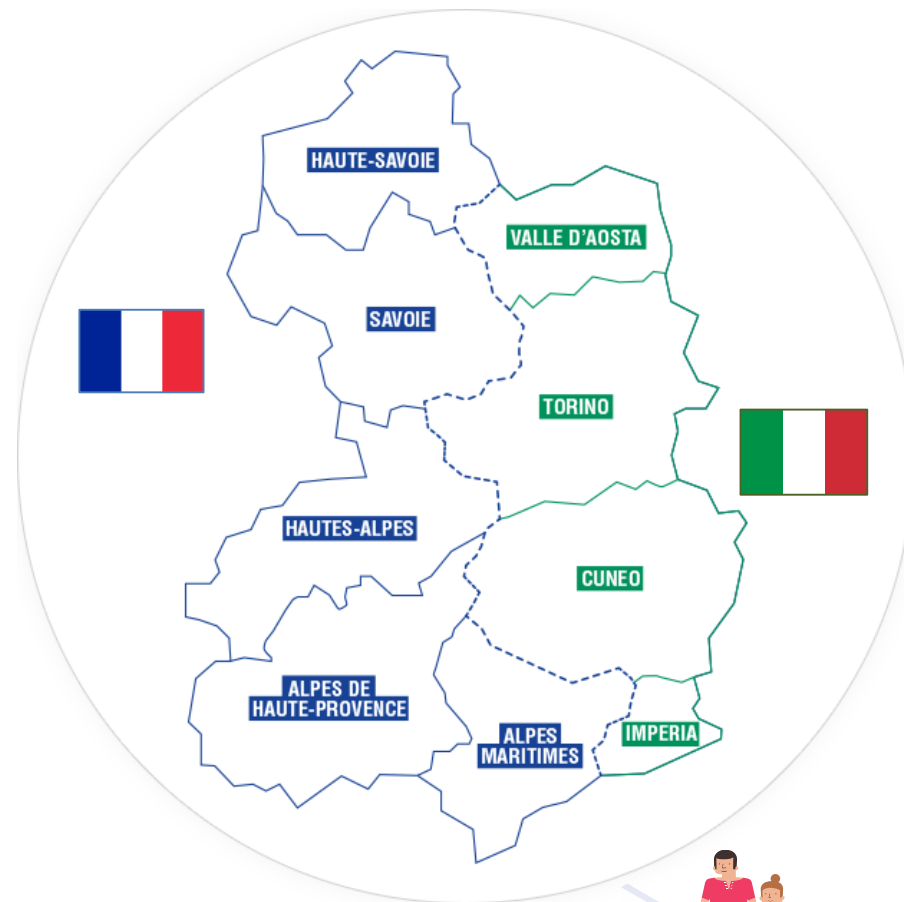 HAUTE-SAVOIE
VALLE D'AOSTA
SAVOIE
TORINO
HAUTES-ALPES
CUNEO
ALPES DE
HAUTE-PROVENCE
ALPES
MARITIMES
IMPERIA